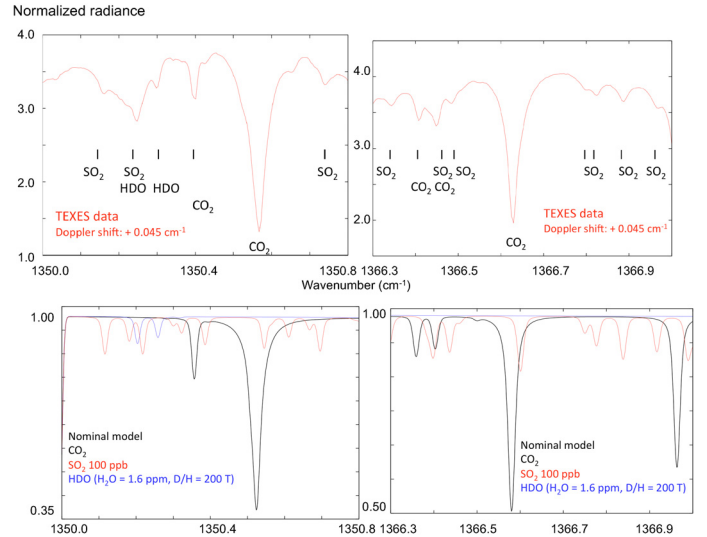 Normalized radiance
4.0
3.0
2.0
1.0
SO₂
SO₂
HDO
HDO
CO₂
CO₂
SO₂
TEXES data
Doppler shift: + 0.045 cm⁻¹
1350.0
1350.4
1350.8
4.0
3.0
2.0
SO₂
CO₂
SO₂
CO₂
SO₂
CO₂
SO₂
SO₂
SO₂
TEXES data
Doppler shift: + 0.045 cm⁻¹
1366.3
1366.5
1366.7
1366.9
Wavenumber (cm⁻¹)
1.00
0.35
Nominal model
CO₂
SO₂ 100 ppb
HDO (H₂O = 1.6 ppm, D/H = 200 T)
1350.0
1350.4
1350.8
1.00
0.50
Nominal model
CO₂
SO₂ 100 ppb
HDO (H₂O = 1.6 ppm, D/H = 200 T)
1366.3
1366.5
1366.7
1366.9